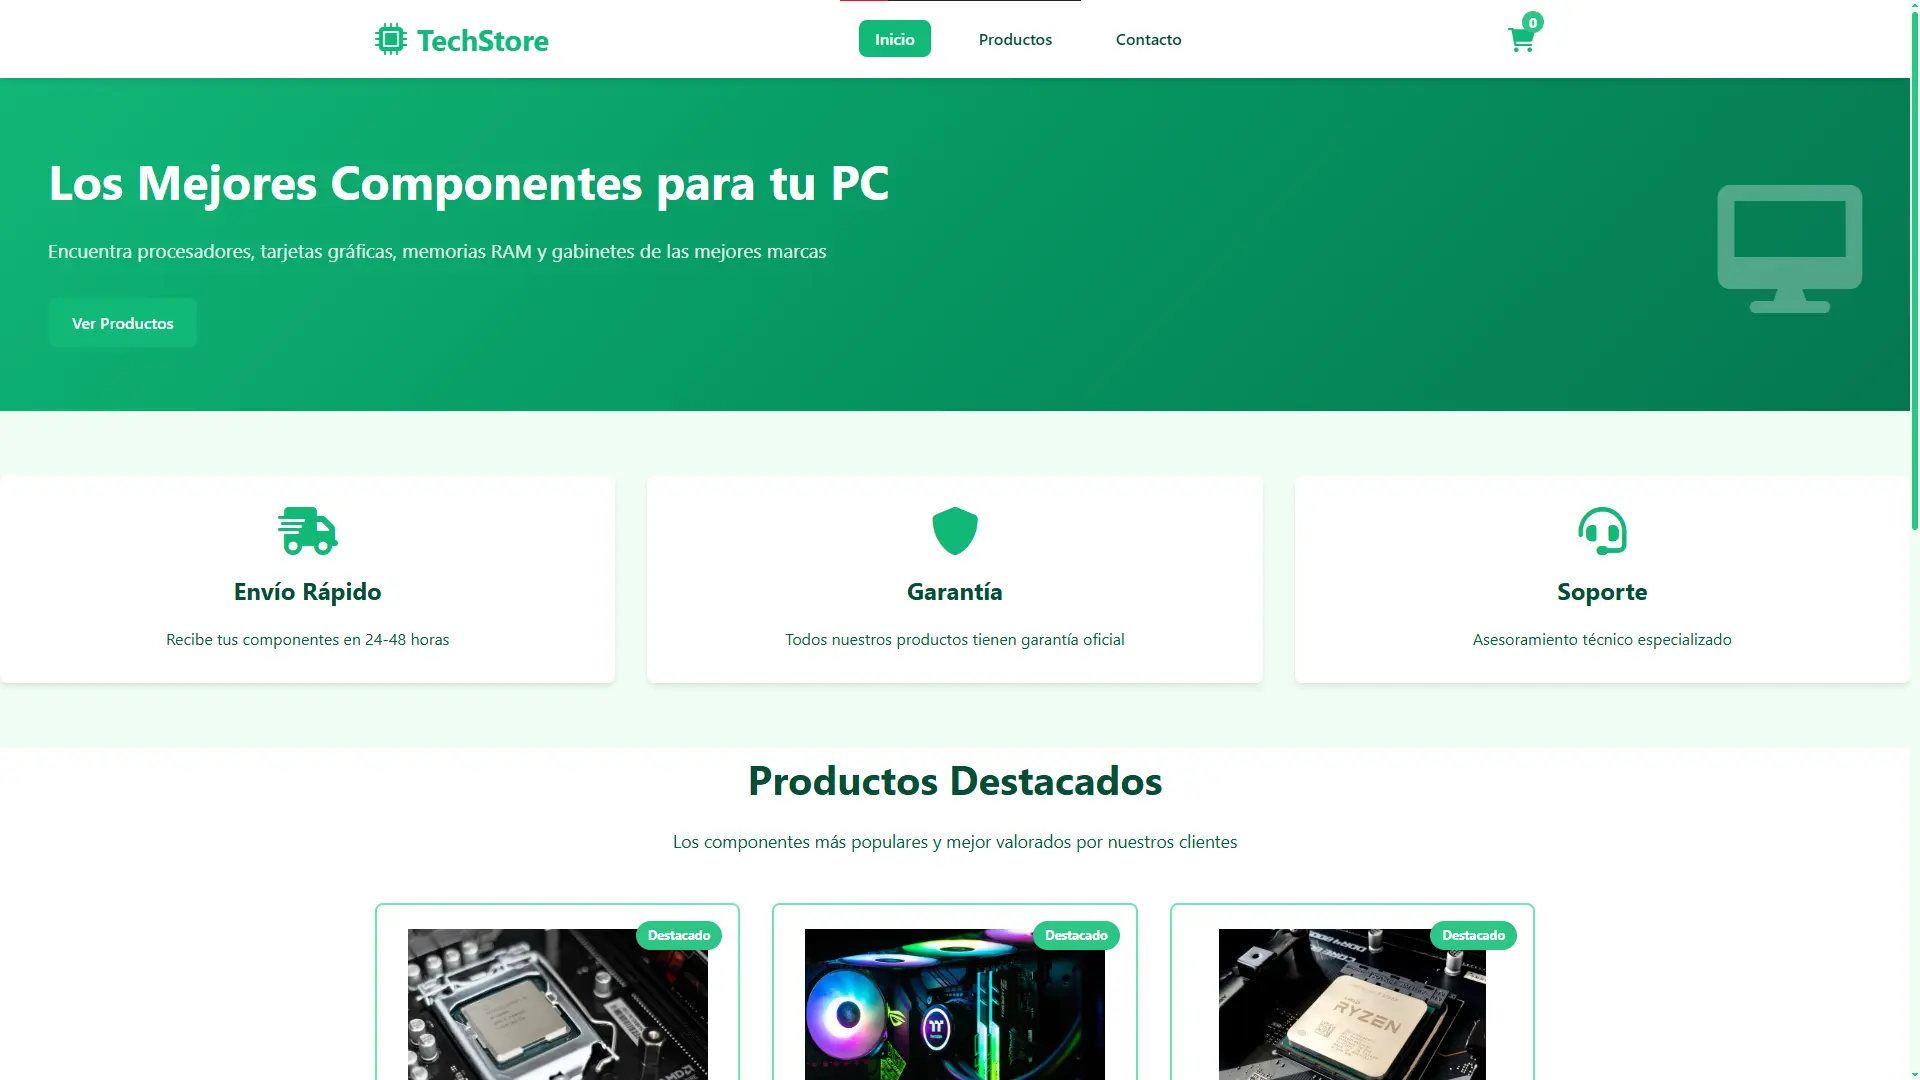 TechStore
Inicio
Productos
Contacto
0
Los Mejores Componentes para tu PC
Encuentra procesadores, tarjetas gráficas, memorias RAM y gabinetes de las mejores marcas
Ver Productos
Envío Rápido
Recibe tus componentes en 24-48 horas
Garantía
Todos nuestros productos tienen garantía oficial
Soporte
Asesoramiento técnico especializado
Productos Destacados
Los componentes más populares y mejor valorados por nuestros clientes
Destacado
Destacado
Destacado
RYZEN